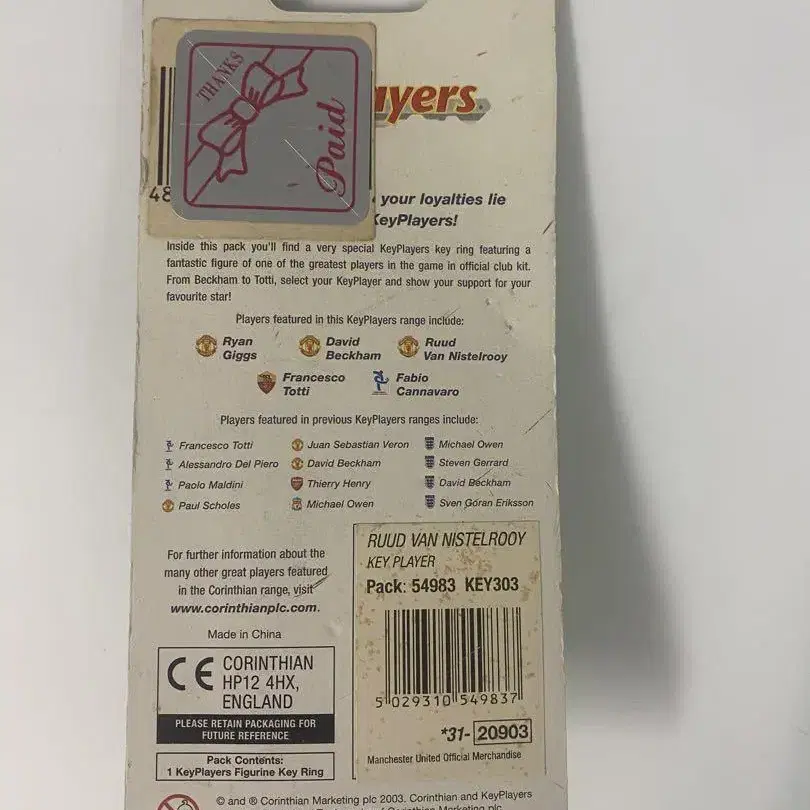 THANKS
Paid
48
ayers
your loyalties lie
KeyPlayers!
Inside this pack you'll find a very special KeyPlayers key ring featuring a
fantastic figure of one of the greatest players in the game in official club kit.
From Beckham to Totti, select your KeyPlayer and show your support for your
favourite star!
Players featured in this KeyPlayers range include:
Ryan Giggs
David Beckham
Ruud Van Nistelrooy
Francesco Totti
Fabio Cannavaro
Players featured in previous KeyPlayers ranges include:
Francesco Totti
Juan Sebastian Veron
Michael Owen
Alessandro Del Piero
David Beckham
Steven Gerrard
Paolo Maldini
Thierry Henry
David Beckham
Paul Scholes
Michael Owen
Sven Göran Eriksson
For further information about the
many other great players featured
in the Corinthian range, visit
www.corinthianplc.com.
Made in China
CE CORINTHIAN
HP12 4HX,
ENGLAND
PLEASE RETAIN PACKAGING FOR
FUTURE REFERENCE
Pack Contents:
1 KeyPlayers Figurine Key Ring
RUUD VAN NISTELROOY
KEY PLAYER
Pack: 54983 KEY303
5 029310 549837
*31- 20903
Manchester United Official Merchandise
© and ® Corinthian Marketing plc 2003. Corinthian and KeyPlayers
Corinthian Marketing plc